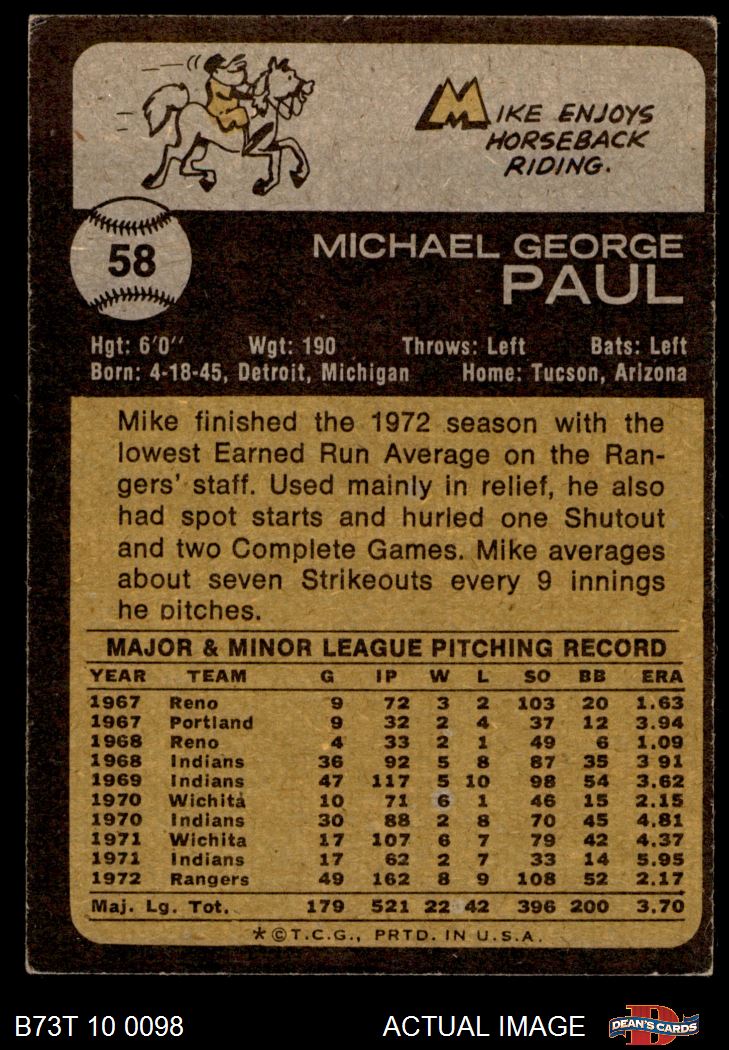 MIKE ENJOYS
HORSEBACK
RIDING.
58
MICHAEL GEORGE
PAUL
Hgt: 6'0" Wgt: 190 Throws: Left Bats: Left
Born: 4-18-45, Detroit, Michigan Home: Tucson, Arizona
Mike finished the 1972 season with the
lowest Earned Run Average on the Ran-
gers' staff. Used mainly in relief, he also
had spot starts and hurled one Shutout
and two Complete Games. Mike averages
about seven Strikeouts every 9 innings
he pitches.
MAJOR & MINOR LEAGUE PITCHING RECORD
YEAR TEAM G IP W L SO BB ERA
1967 Reno 9 72 3 2 103 20 1.63
1967 Portland 9 32 2 4 37 12 3.94
1968 Reno 4 33 2 1 49 6 1.09
1968 Indians 36 92 5 8 87 35 3 91
1969 Indians 47 117 5 10 98 54 3.62
1970 Wichita 10 71 6 1 46 15 2.15
1970 Indians 30 88 2 8 70 45 4.81
1971 Wichita 17 107 6 7 79 42 4.37
1971 Indians 17 62 2 7 33 14 5.95
1972 Rangers 49 162 8 9 108 52 2.17
Maj. Lg. Tot. 179 521 22 42 396 200 3.70
*©T.C.G., PRTD. IN U.S.A.
B73T 10 0098 ACTUAL IMAGE D DEAN'S CARDS